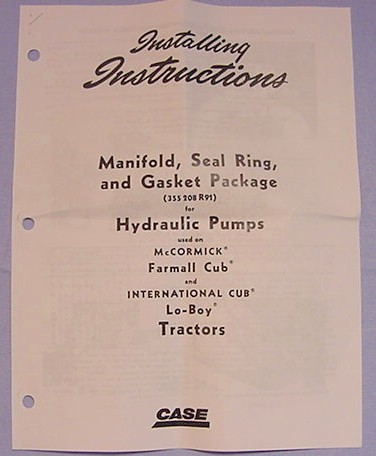 Installing
Instructions
Manifold, Seal Ring,
and Gasket Package
(355 208 R91)
for
Hydraulic Pumps
used on
McCORMICK®
Farmall Cub®
and
INTERNATIONAL CUB®
Lo-Boy®
Tractors
CASE